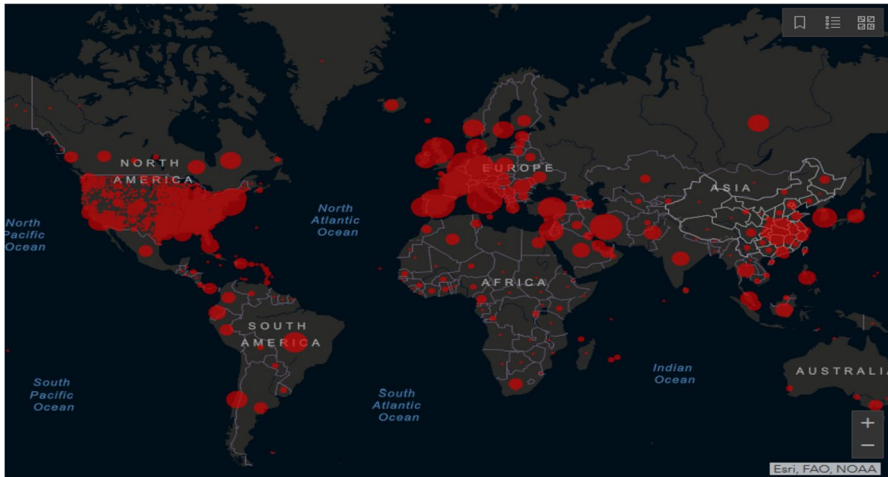 NORTH
AMERICA
EUROPE
ASIA
North
Pacific
Ocean
North
Atlantic
Ocean
AFRICA
SOUTH
AMERICA
Indian
Ocean
AUSTRALI
South
Pacific
Ocean
South
Atlantic
Ocean
Esri, FAO, NOAA